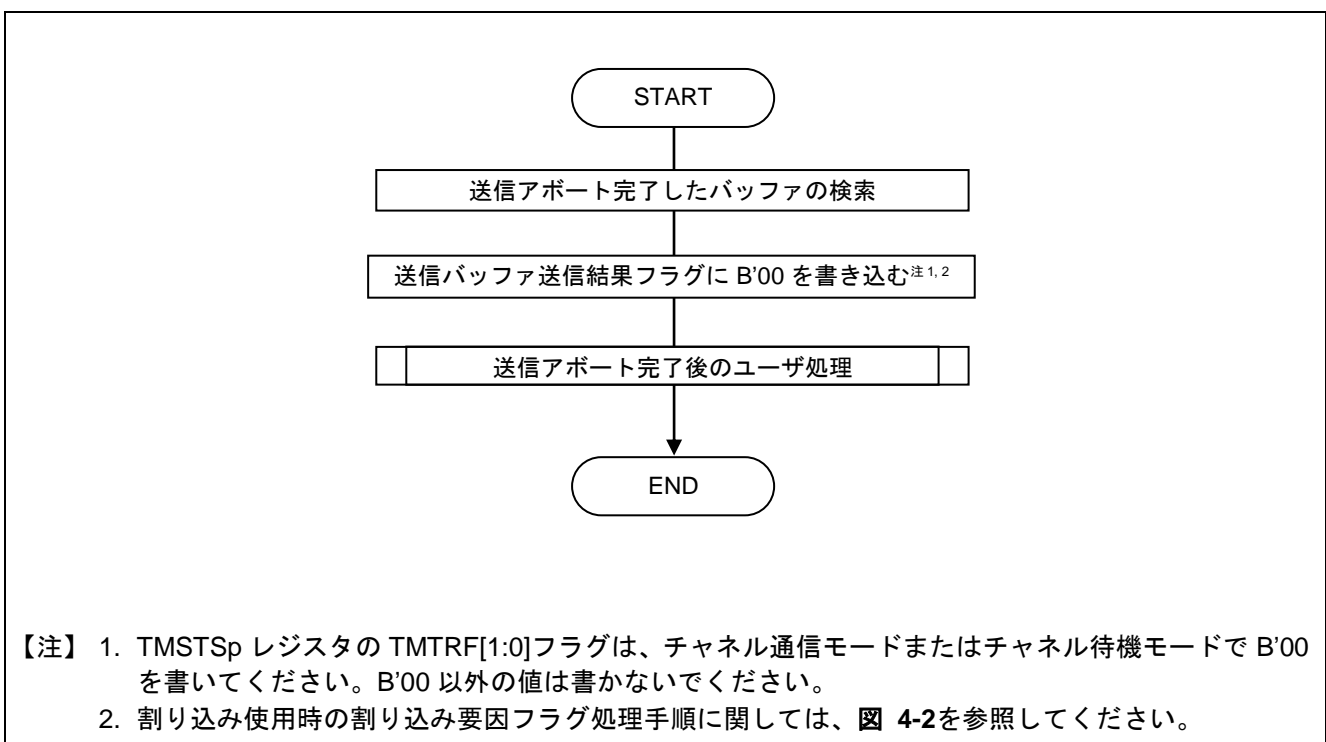 START
送信アボート完了したバッファの検索
送信バッファ送信結果フラグに B'00 を書き込む注 1, 2
送信アボート完了後のユーザ処理
END
【注】 1. TMSTSp レジスタの TMTRF[1:0]フラグは、チャネル通信モードまたはチャネル待機モードで B'00
を書いてください。B'00 以外の値は書かないでください。
2. 割り込み使用時の割り込み要因フラグ処理手順に関しては、図 4-2を参照してください。